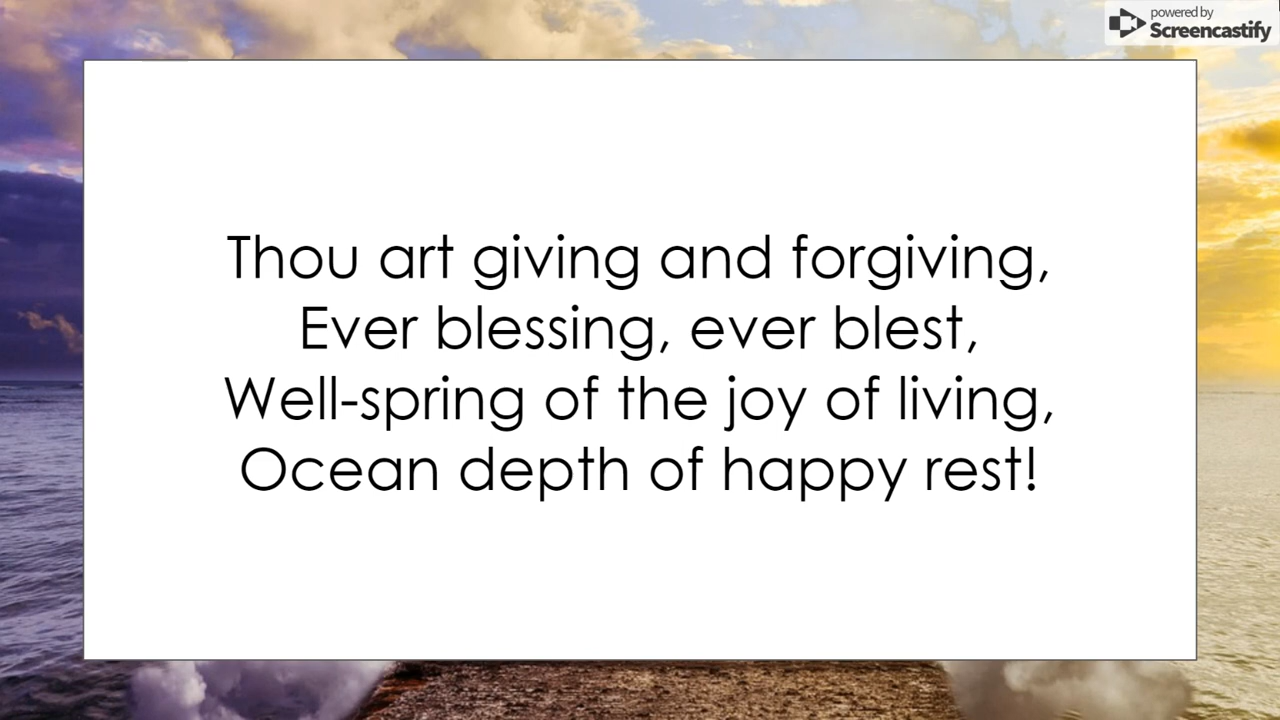 powered by
Screencastify
Thou art giving and forgiving,
Ever blessing, ever blest,
Well-spring of the joy of living,
Ocean depth of happy rest!